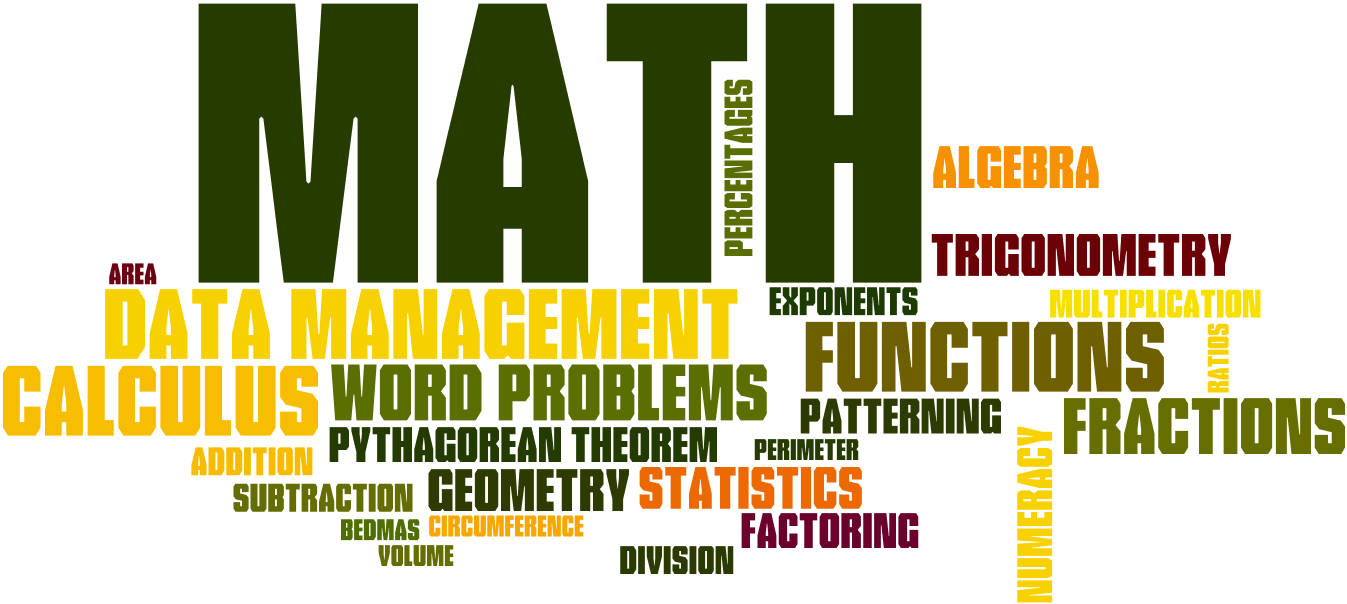 MATH
PERCENTAGES
ALGEBRA
TRIGONOMETRY
AREA
DATA MANAGEMENT
EXPONENTS
MULTIPLICATION
FUNCTIONS
RATIOS
CALCULUS
WORD PROBLEMS
PATTERNING
FRACTIONS
PYTHAGOREAN THEOREM
PERIMETER
NUMERACY
ADDITION
GEOMETRY
STATISTICS
SUBTRACTION
BEDMAS
CIRCUMFERENCE
FACTORING
VOLUME
DIVISION